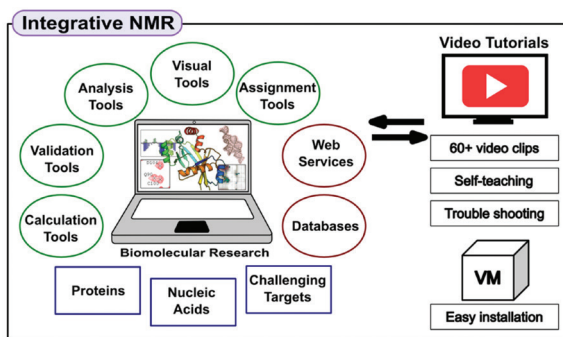 Integrative NMR
Visual
Tools
Analysis
Tools
Assignment
Tools
Validation
Tools
Web
Services
Calculation
Tools
Databases
Biomolecular Research
Proteins
Nucleic
Acids
Challenging
Targets
Video Tutorials
60+ video clips
Self-teaching
Trouble shooting
VM
Easy installation